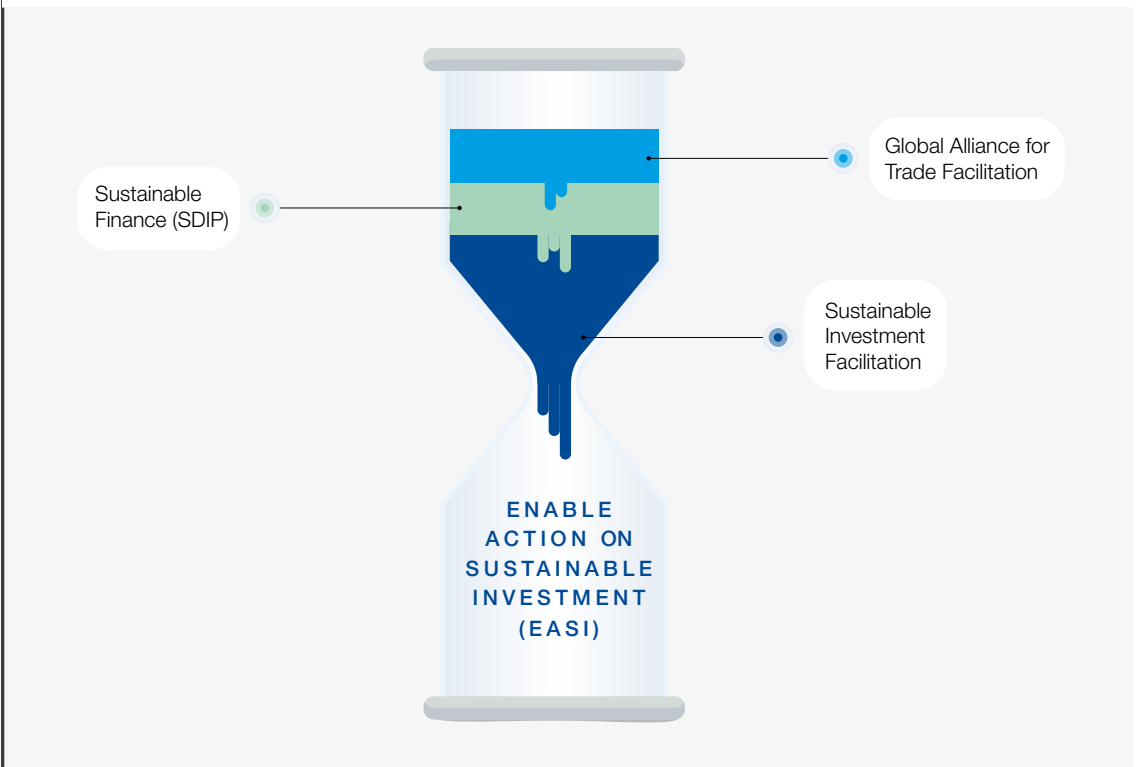 Global Alliance for
Trade Facilitation
Sustainable
Finance (SDIP)
Sustainable
Investment
Facilitation
ENABLE
ACTION ON
SUSTAINABLE
INVESTMENT
(EASI)